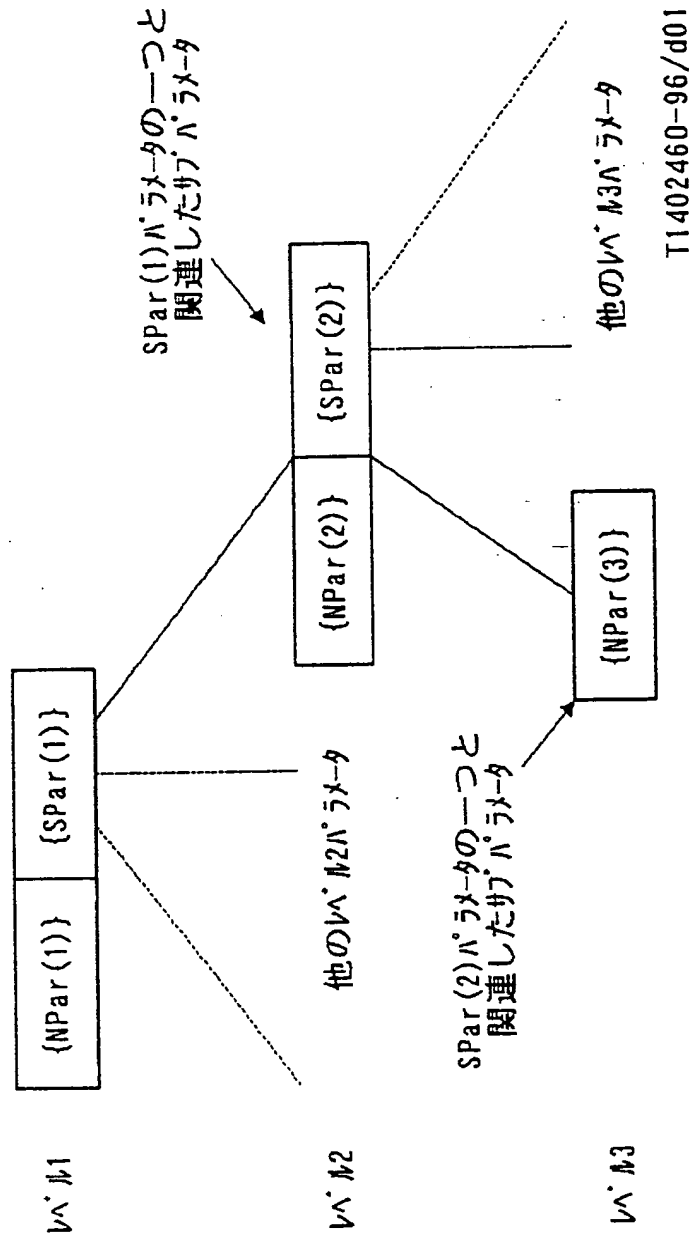 レベル1
{NPar(1)}
{SPar(1)}
SPar(1)パラメータの一つと
関連したサブパラメータ
レベル2
他のレベル2パラメータ
{NPar(2)}
{SPar(2)}
SPar(2)パラメータの一つと
関連したサブパラメータ
レベル3
{NPar(3)}
他のレベル3パラメータ
T1402460-96/d01